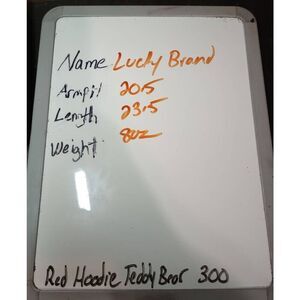 Name Lucky Brand
Armpit 20.5
Length 23.5
Weight 8oz
Red Hoodie Teddy Bear 300